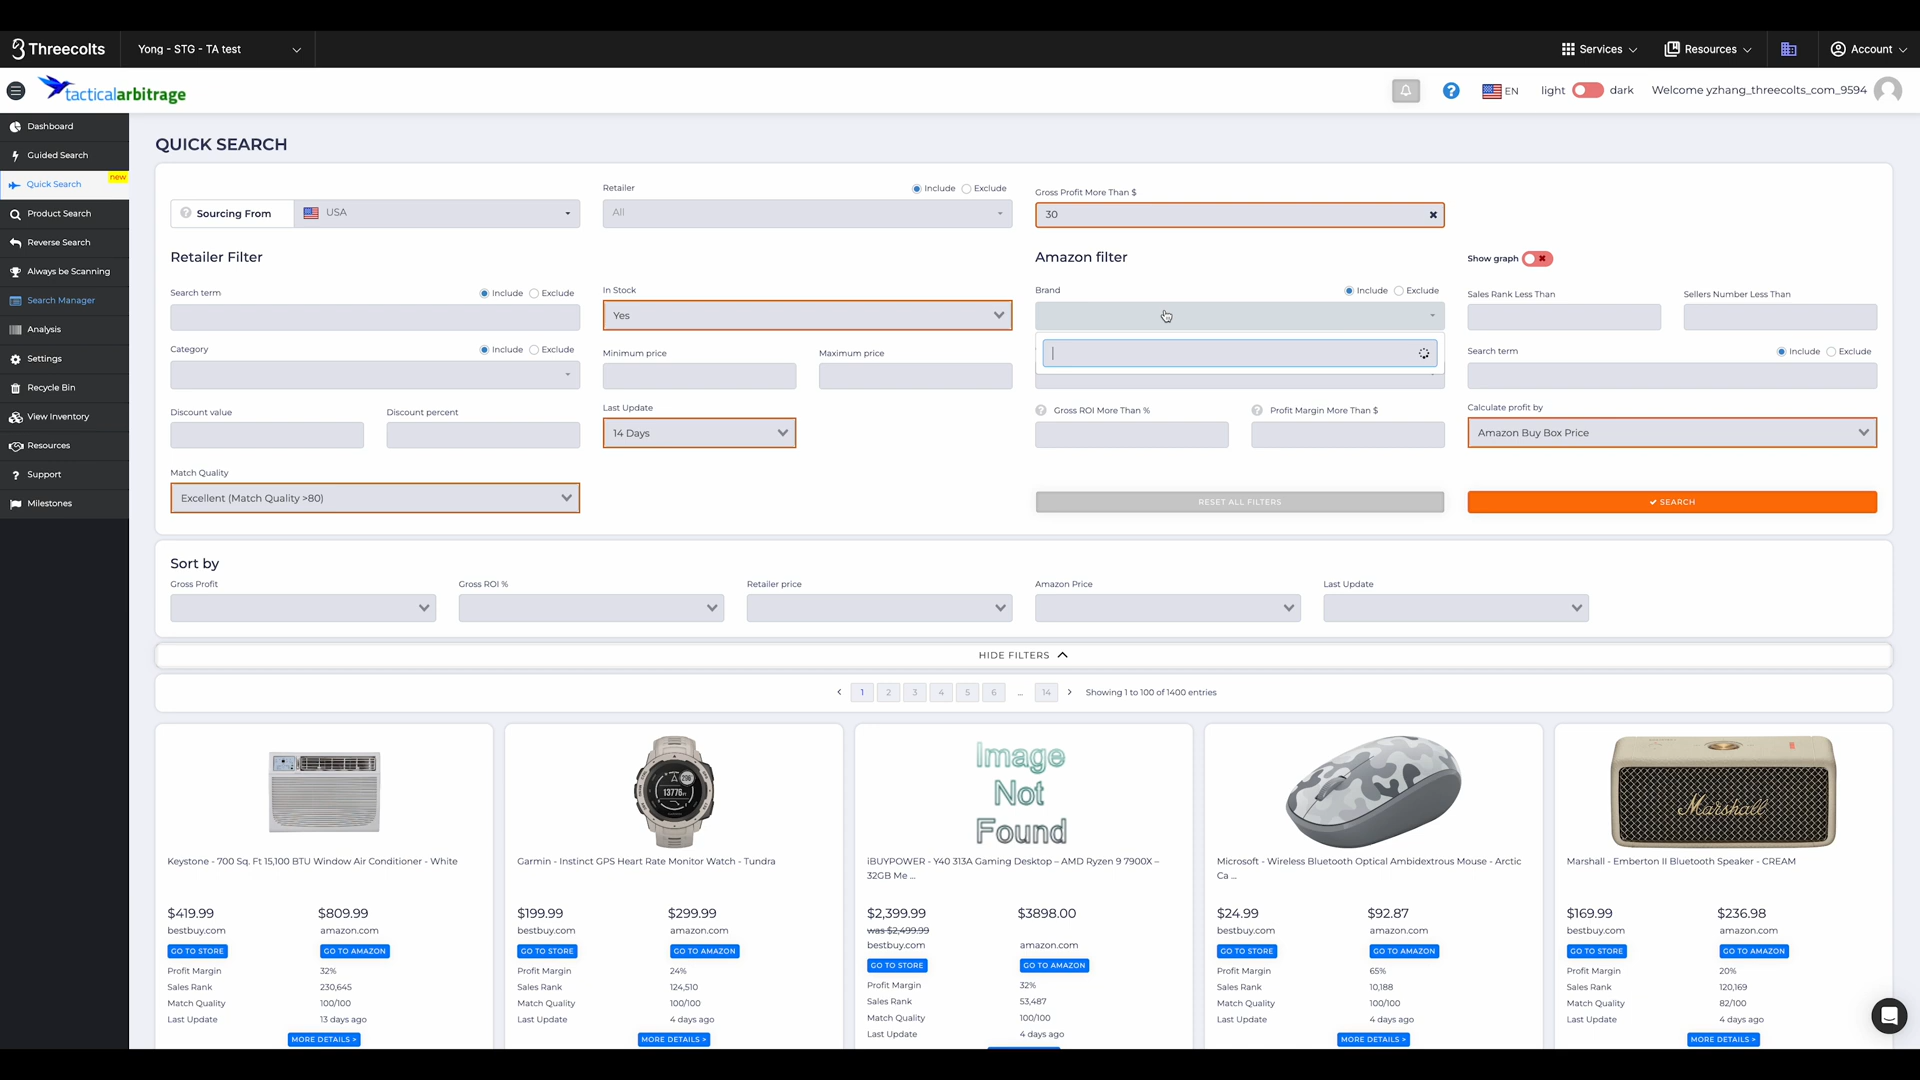 Threecolts
Yong - STG - TA test
Services
Resources
Account
tacticalarbitrage
EN
light
dark
Welcome yzhang_threecolts_com_9594
Dashboard
Guided Search
Quick Search
new
Product Search
Reverse Search
Always be Scanning
Search Manager
Analysis
Settings
Recycle Bin
View Inventory
Resources
Support
Milestones
QUICK SEARCH
Sourcing From
USA
Retailer
Include
Exclude
All
Gross Profit More Than $
30
Retailer Filter
Amazon filter
Show graph
Search term
Include
Exclude
In Stock
Yes
Brand
Include
Exclude
Sales Rank Less Than
Sellers Number Less Than
Category
Include
Exclude
Minimum price
Maximum price
Search term
Include
Exclude
Discount value
Discount percent
Last Update
14 Days
Gross ROI More Than %
Profit Margin More Than $
Calculate profit by
Amazon Buy Box Price
Match Quality
Excellent (Match Quality >80)
RESET ALL FILTERS
SEARCH
Sort by
Gross Profit
Gross ROI %
Retailer price
Amazon Price
Last Update
HIDE FILTERS
1 2 3 4 5 6 ... 14
Showing 1 to 100 of 1400 entries
Keystone - 700 Sq. Ft 15,100 BTU Window Air Conditioner - White
$419.99 $809.99
bestbuy.com amazon.com
GO TO STORE GO TO AMAZON
Profit Margin 32%
Sales Rank 230,645
Match Quality 100/100
Last Update 13 days ago
MORE DETAILS >
13776
Garmin - Instinct GPS Heart Rate Monitor Watch - Tundra
$199.99 $299.99
bestbuy.com amazon.com
GO TO STORE GO TO AMAZON
Profit Margin 24%
Sales Rank 124,510
Match Quality 100/100
Last Update 4 days ago
MORE DETAILS >
Image
Not
Found
iBUYPOWER - Y40 313A Gaming Desktop – AMD Ryzen 9 7900X –
32GB Me ...
$2,399.99 $3898.00
was $2,499.99
bestbuy.com amazon.com
GO TO STORE GO TO AMAZON
Profit Margin 32%
Sales Rank 53,487
Match Quality 100/100
Last Update 4 days ago
Microsoft - Wireless Bluetooth Optical Ambidextrous Mouse - Arctic
Ca ...
$24.99 $92.87
bestbuy.com amazon.com
GO TO STORE GO TO AMAZON
Profit Margin 65%
Sales Rank 10,188
Match Quality 100/100
Last Update 4 days ago
MORE DETAILS >
Marshall
Marshall - Emberton II Bluetooth Speaker - CREAM
$169.99 $236.98
bestbuy.com amazon.com
GO TO STORE GO TO AMAZON
Profit Margin 20%
Sales Rank 120,169
Match Quality 82/100
Last Update 4 days ago
MORE DETAILS >